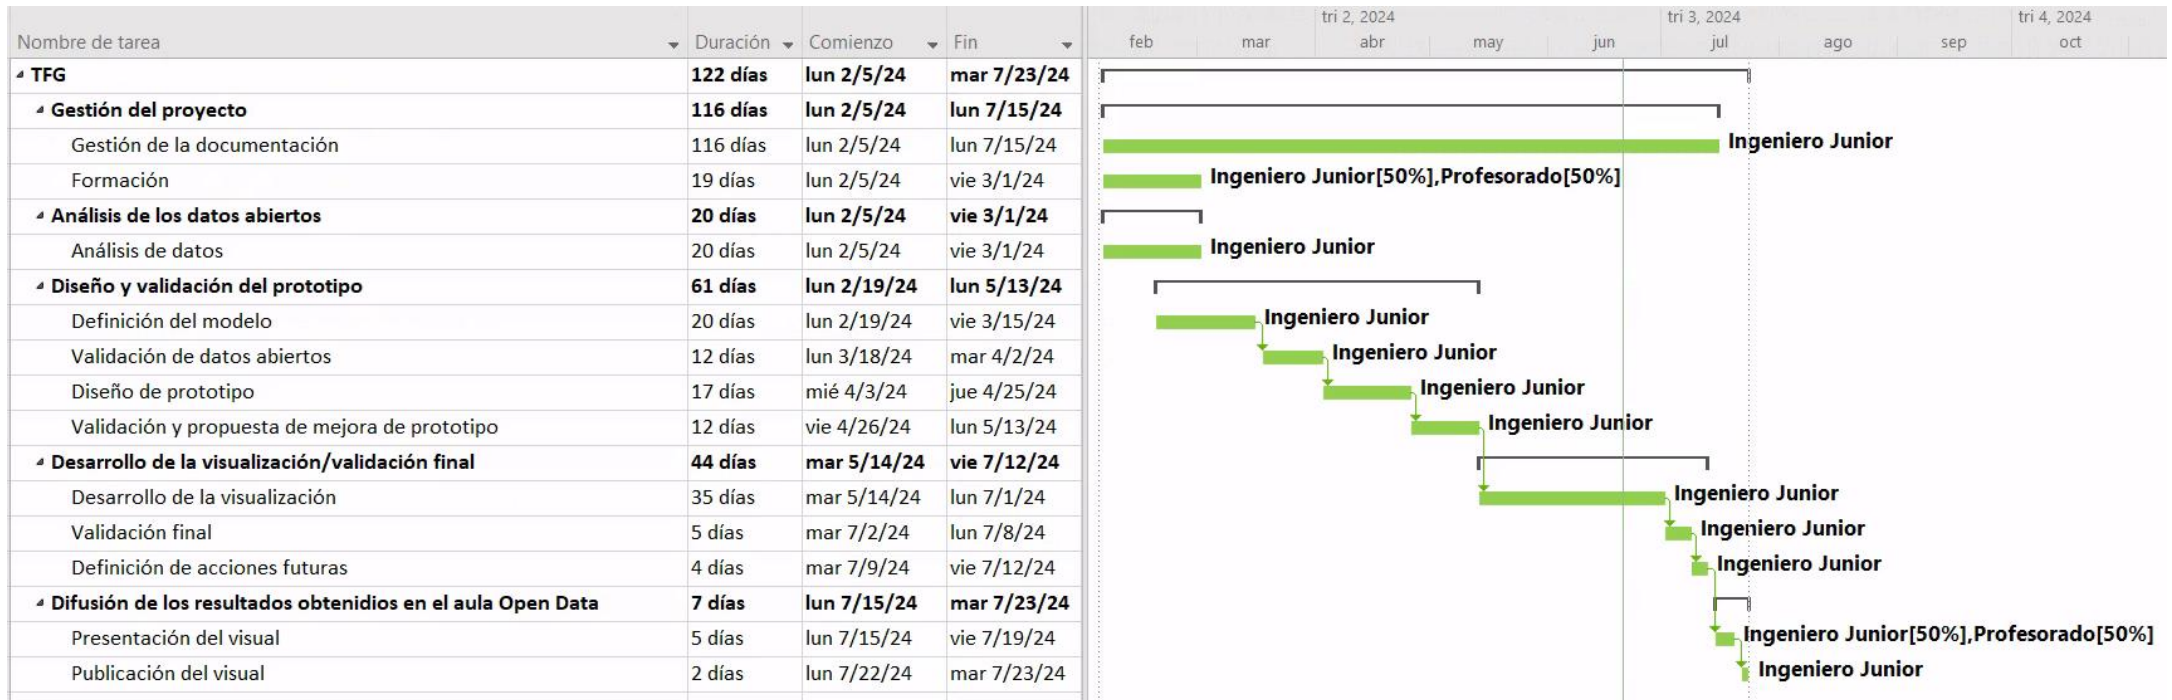 tri 2, 2024 tri 3, 2024 tri 4, 2024
Nombre de tarea Duración Comienzo Fin feb mar abr may jun jul ago sep oct
TFG 122 días lun 2/5/24 mar 7/23/24
Gestión del proyecto 116 días lun 2/5/24 lun 7/15/24
Gestión de la documentación 116 días lun 2/5/24 lun 7/15/24 Ingeniero Junior
Formación 19 días lun 2/5/24 vie 3/1/24 Ingeniero Junior[50%],Profesorado[50%]
Análisis de los datos abiertos 20 días lun 2/5/24 vie 3/1/24
Análisis de datos 20 días lun 2/5/24 vie 3/1/24 Ingeniero Junior
Diseño y validación del prototipo 61 días lun 2/19/24 lun 5/13/24
Definición del modelo 20 días lun 2/19/24 vie 3/15/24 Ingeniero Junior
Validación de datos abiertos 12 días lun 3/18/24 mar 4/2/24 Ingeniero Junior
Diseño de prototipo 17 días mié 4/3/24 jue 4/25/24 Ingeniero Junior
Validación y propuesta de mejora de prototipo 12 días vie 4/26/24 lun 5/13/24 Ingeniero Junior
Desarrollo de la visualización/validación final 44 días mar 5/14/24 vie 7/12/24
Desarrollo de la visualización 35 días mar 5/14/24 lun 7/1/24 Ingeniero Junior
Validación final 5 días mar 7/2/24 lun 7/8/24 Ingeniero Junior
Definición de acciones futuras 4 días mar 7/9/24 vie 7/12/24 Ingeniero Junior
Difusión de los resultados obtenidios en el aula Open Data 7 días lun 7/15/24 mar 7/23/24
Presentación del visual 5 días lun 7/15/24 vie 7/19/24 Ingeniero Junior[50%],Profesorado[50%]
Publicación del visual 2 días lun 7/22/24 mar 7/23/24 Ingeniero Junior